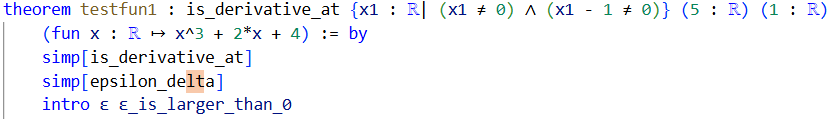 theorem testfun1 : is_derivative_at {x1 : ℝ| (x1 ≠ 0) ∧ (x1 - 1 ≠ 0)} (5 : ℝ) (1 : ℝ)
(fun x : ℝ ↦ x^3 + 2*x + 4) := by
simp[is_derivative_at]
simp[epsilon_delta]
intro ε ε_is_larger_than_0